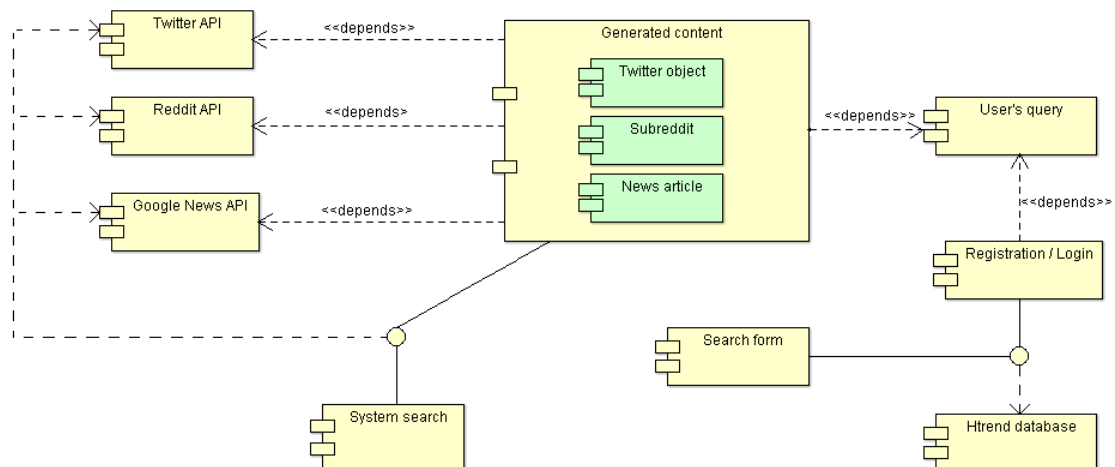 Twitter API
<<depends>>
Generated content
Twitter object
Reddit API
<<depends>
Subreddit
<<depends>>
User's query
News article
Google News API
<<depends>>
<<depends>>
Registration / Login
Search form
System search
Htrend database